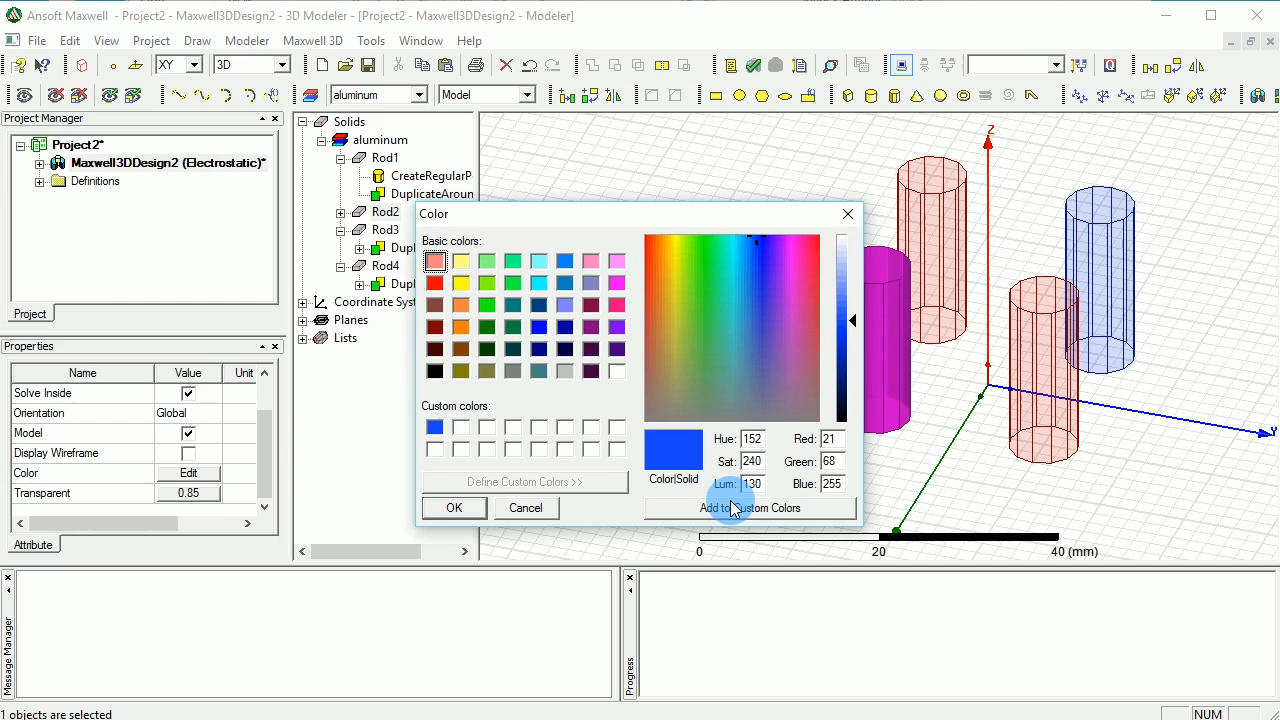 Ansoft Maxwell - Project2 - Maxwell3DDesign2 - 3D Modeler - [Project2 - Maxwell3DDesign2 - Modeler]
File Edit View Project Draw Modeler Maxwell 3D Tools Window Help
XY 3D
aluminum Model
Project Manager
Project2*
Maxwell3DDesign2 (Electrostatic)*
Definitions
Project
Properties
Name Value Unit
Solve Inside
Orientation Global
Model
Display Wireframe
Color Edit
Transparent 0.85
Attribute
Solids
aluminum
Rod1
CreateRegularP
DuplicateAroun
Rod2
Rod3
Dupl
Rod4
Dupl
Coordinate Syst
Planes
Lists
Color
Basic colors:
Custom colors:
Define Custom Colors >>
OK Cancel
Color|Solid
Hue: 152 Red: 21
Sat: 240 Green: 68
Lum: 130 Blue: 255
Add to Custom Colors
Z
Y
0 20 40 (mm)
Message Manager
Progress
1 objects are selected
NUM